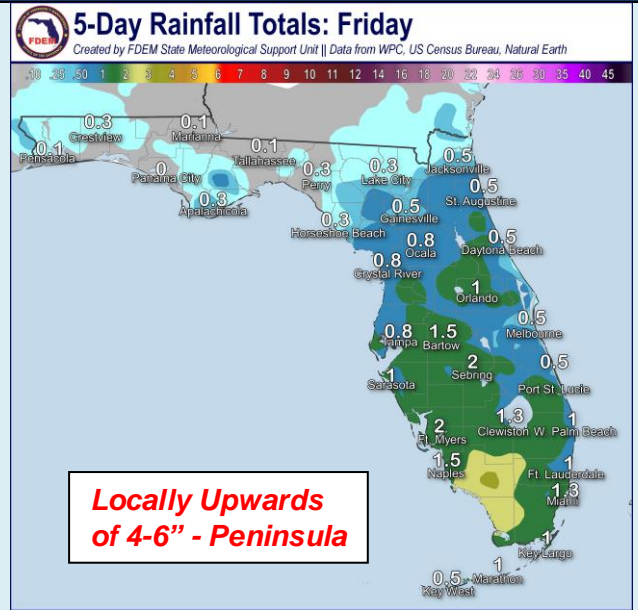 FDEM
5-Day Rainfall Totals: Friday
Created by FDEM State Meteorological Support Unit || Data from WPC, US Census Bureau, Natural Earth
.10 .25 .50 1 2 3 4 5 6 7 8 9 10 11 12 14 16 18 20 22 24 26 30 35 40 45
0.3
Crestview
0.1
Marianna
0.1
Pensacola
0.1
Tallahassee
0
Panama City
0.3
Apalachicola
0.3
Perry
0.3
Lake City
0.5
Jacksonville
0.5
St. Augustine
0.3
Horseshoe Beach
0.5
Gainesville
0.8
Ocala
0.5
Daytona Beach
0.8
Crystal River
1
Orlando
0.8
Tampa
1.5
Bartow
0.5
Melbourne
2
Sebring
1
Sarasota
0.5
Port St. Lucie
2
Ft. Myers
1.3
Clewiston
1
W. Palm Beach
1.5
Naples
1
Ft. Lauderdale
1.3
Miami
1
Key Largo
1
Marathon
0.5
Key West
Locally Upwards
of 4-6” - Peninsula